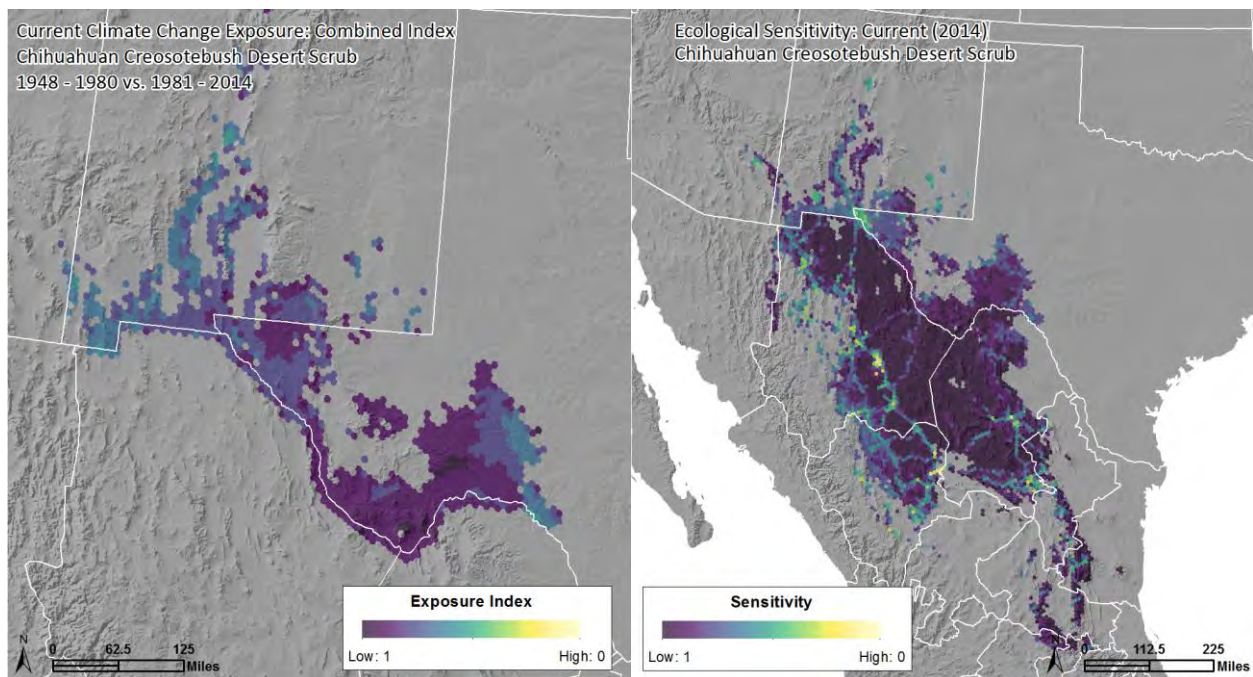 Current Climate Change Exposure: Combined Index
Chihuahuan Creosotebush Desert Scrub
1948 - 1980 vs. 1981 - 2014
Exposure Index
Low: 1
High: 0
N
0
62.5
125
Miles
Ecological Sensitivity: Current (2014)
Chihuahuan Creosotebush Desert Scrub
Sensitivity
Low: 1
High: 0
N
0
112.5
225
Miles